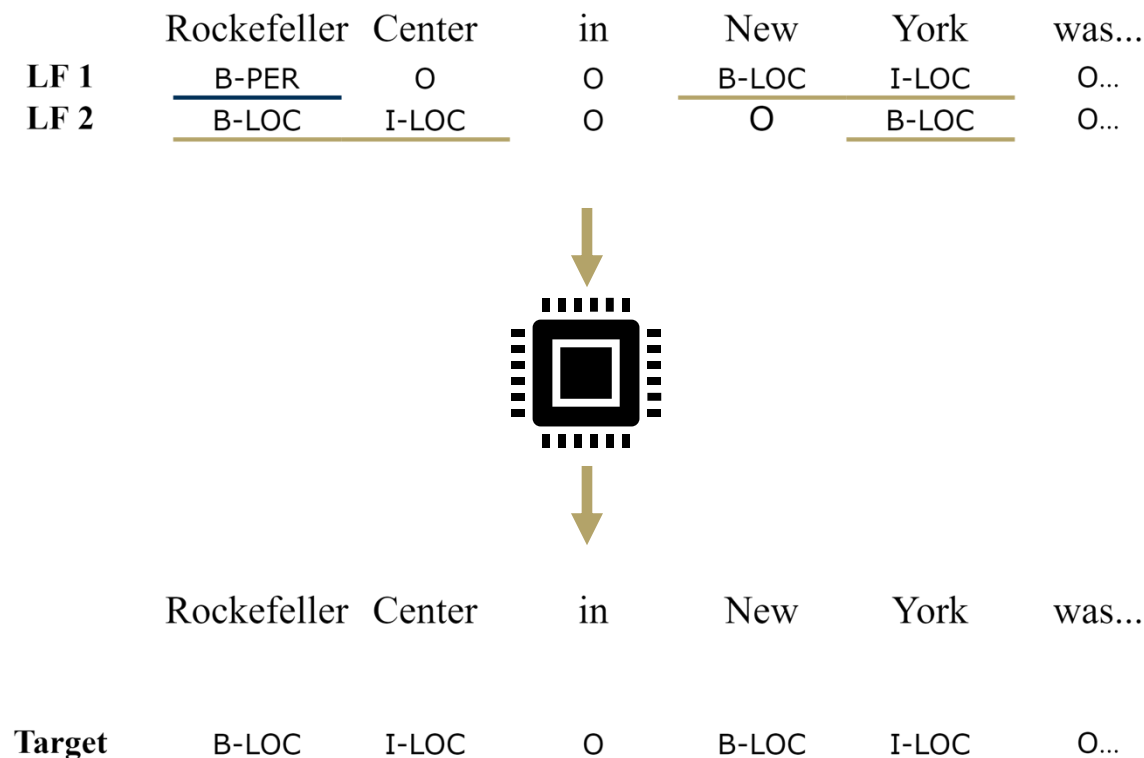 Rockefeller Center in New York was...
LF 1 B-PER O O B-LOC I-LOC O...
LF 2 B-LOC I-LOC O O B-LOC O...
Rockefeller Center in New York was...
Target B-LOC I-LOC O B-LOC I-LOC O...